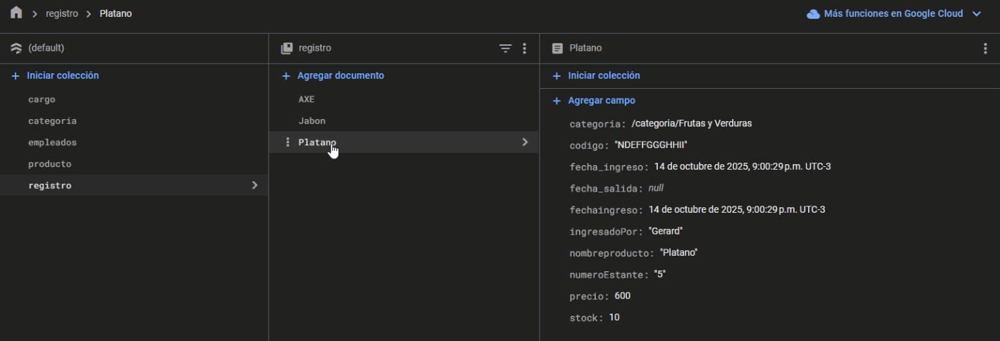 registro Platano
Más funciones en Google Cloud
(default)
Iniciar colección
cargo
categoria
empleados
producto
registro
registro
Agregar documento
AXE
Jabon
Platano
Platano
Iniciar colección
Agregar campo
categoria: /categoria/Frutas y Verduras
codigo: "NDEFFGGGHHII"
fecha_ingreso: 14 de octubre de 2025, 9:00:29 p.m. UTC-3
fecha_salida: null
fechaingreso: 14 de octubre de 2025, 9:00:29 p.m. UTC-3
ingresadoPor: "Gerard"
nombreproducto: "Platano"
numeroEstante: "5"
precio: 600
stock: 10